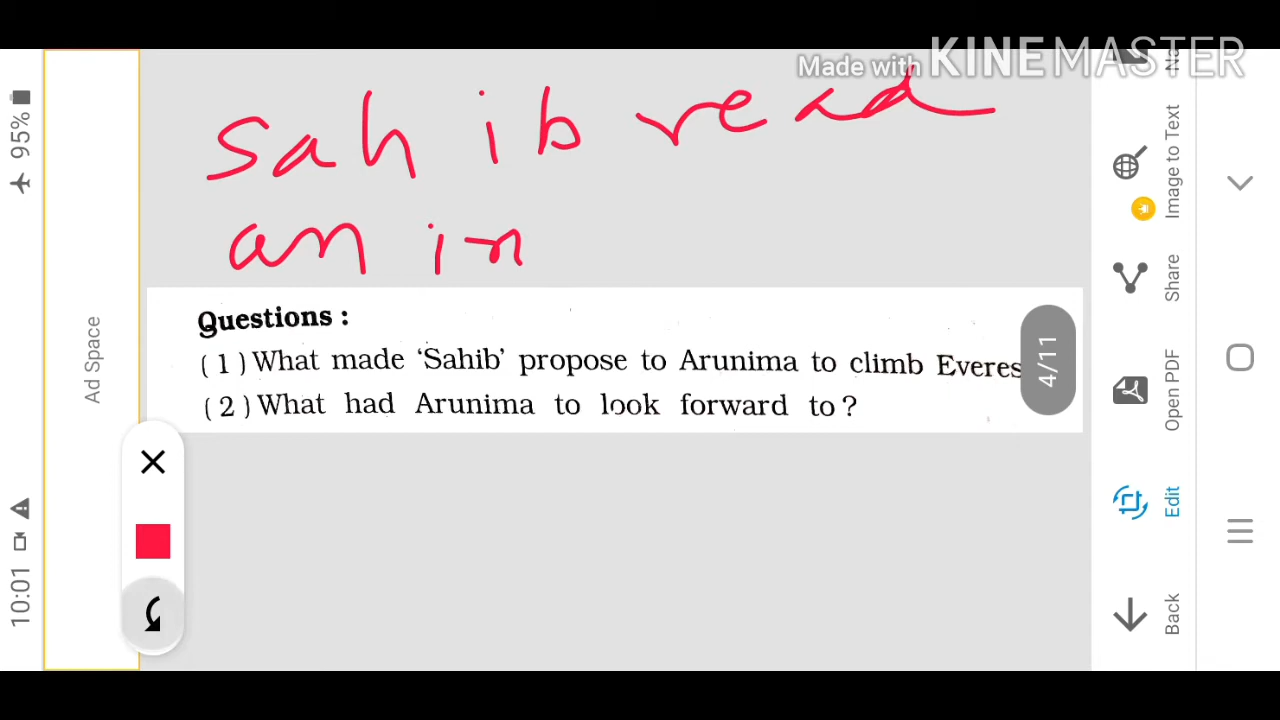 Made with KINEMASTER
sahib read
an in
Questions :
(1) What made ‘Sahib’ propose to Arunima to climb Everes
(2) What had Arunima to look forward to?
4/11
Ad Space
95%
10:01
Image to Text
Share
Open PDF
Edit
Back